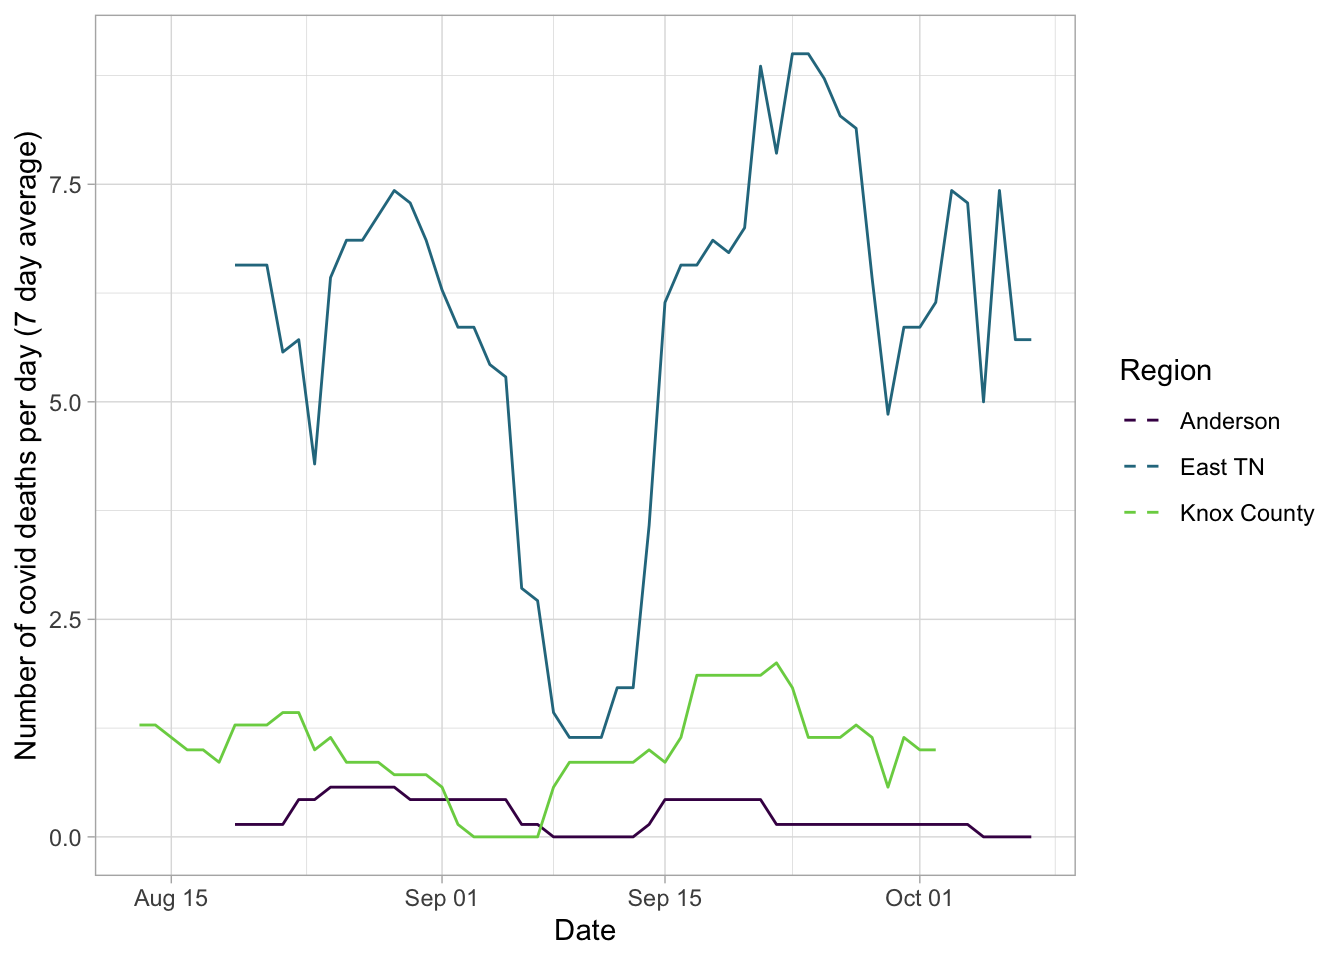 Number of covid deaths per day (7 day average)
7.5
5.0
2.5
0.0
Aug 15
Sep 01
Sep 15
Oct 01
Date
Region
Anderson
East TN
Knox County